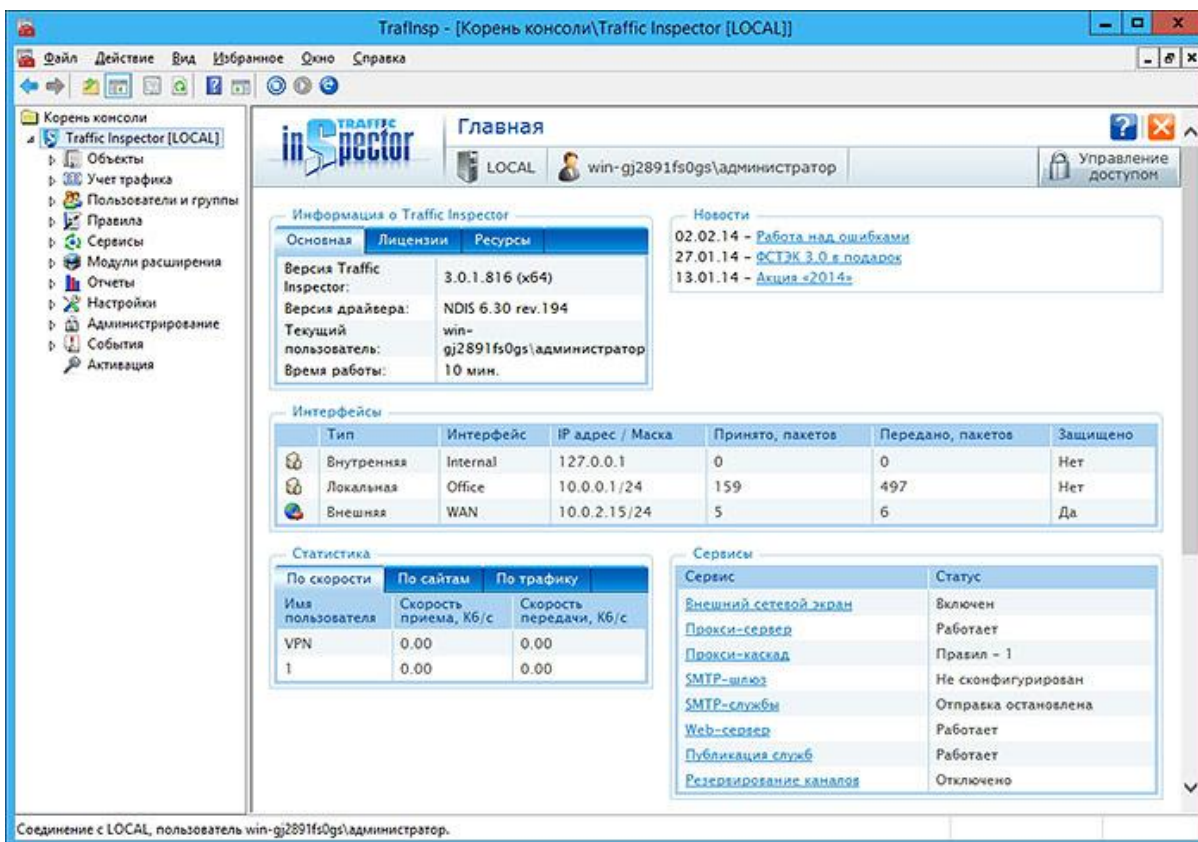 TrafInsp - [Корень консоли\Traffic Inspector [LOCAL]]
Файл Действие Вид Избранное Окно Справка
Корень консоли
Traffic Inspector [LOCAL]
Объекты
Учет трафика
Пользователи и группы
Правила
Сервисы
Модули расширения
Отчеты
Настройки
Администрирование
События
Активация
TRAFFIC
inSpector
Главная
LOCAL
win-gj2891fs0gs\администратор
Управление
доступом
Информация о Traffic Inspector
Основная Лицензии Ресурсы
Версия Traffic
Inspector:
3.0.1.816 (x64)
Версия драйвера: NDIS 6.30 rev.194
Текущий
пользователь:
win-
gj2891fs0gs\администратор
Время работы: 10 мин.
Новости
02.02.14 - Работа над ошибками
27.01.14 - ФСТЭК 3.0 в подарок
13.01.14 - Акция «2014»
Интерфейсы
Тип Интерфейс IP адрес / Маска Принято, пакетов Передано, пакетов Защищено
Внутренняя Internal 127.0.0.1 0 0 Нет
Локальная Office 10.0.0.1/24 159 497 Нет
Внешняя WAN 10.0.2.15/24 5 6 Да
Статистика
По скорости По сайтам По трафику
Имя
пользователя
Скорость
приема, Кб/с
Скорость
передачи, Кб/с
VPN 0.00 0.00
1 0.00 0.00
Сервисы
Сервис Статус
Внешний сетевой экран Включен
Прокси-сервер Работает
Прокси-каскад Правил - 1
SMTP-шлюз Не сконфигурирован
SMTP-службы Отправка остановлена
Web-сервер Работает
Публикация служб Работает
Резервирование каналов Отключено
Соединение с LOCAL, пользователь win-gj2891fs0gs\администратор.